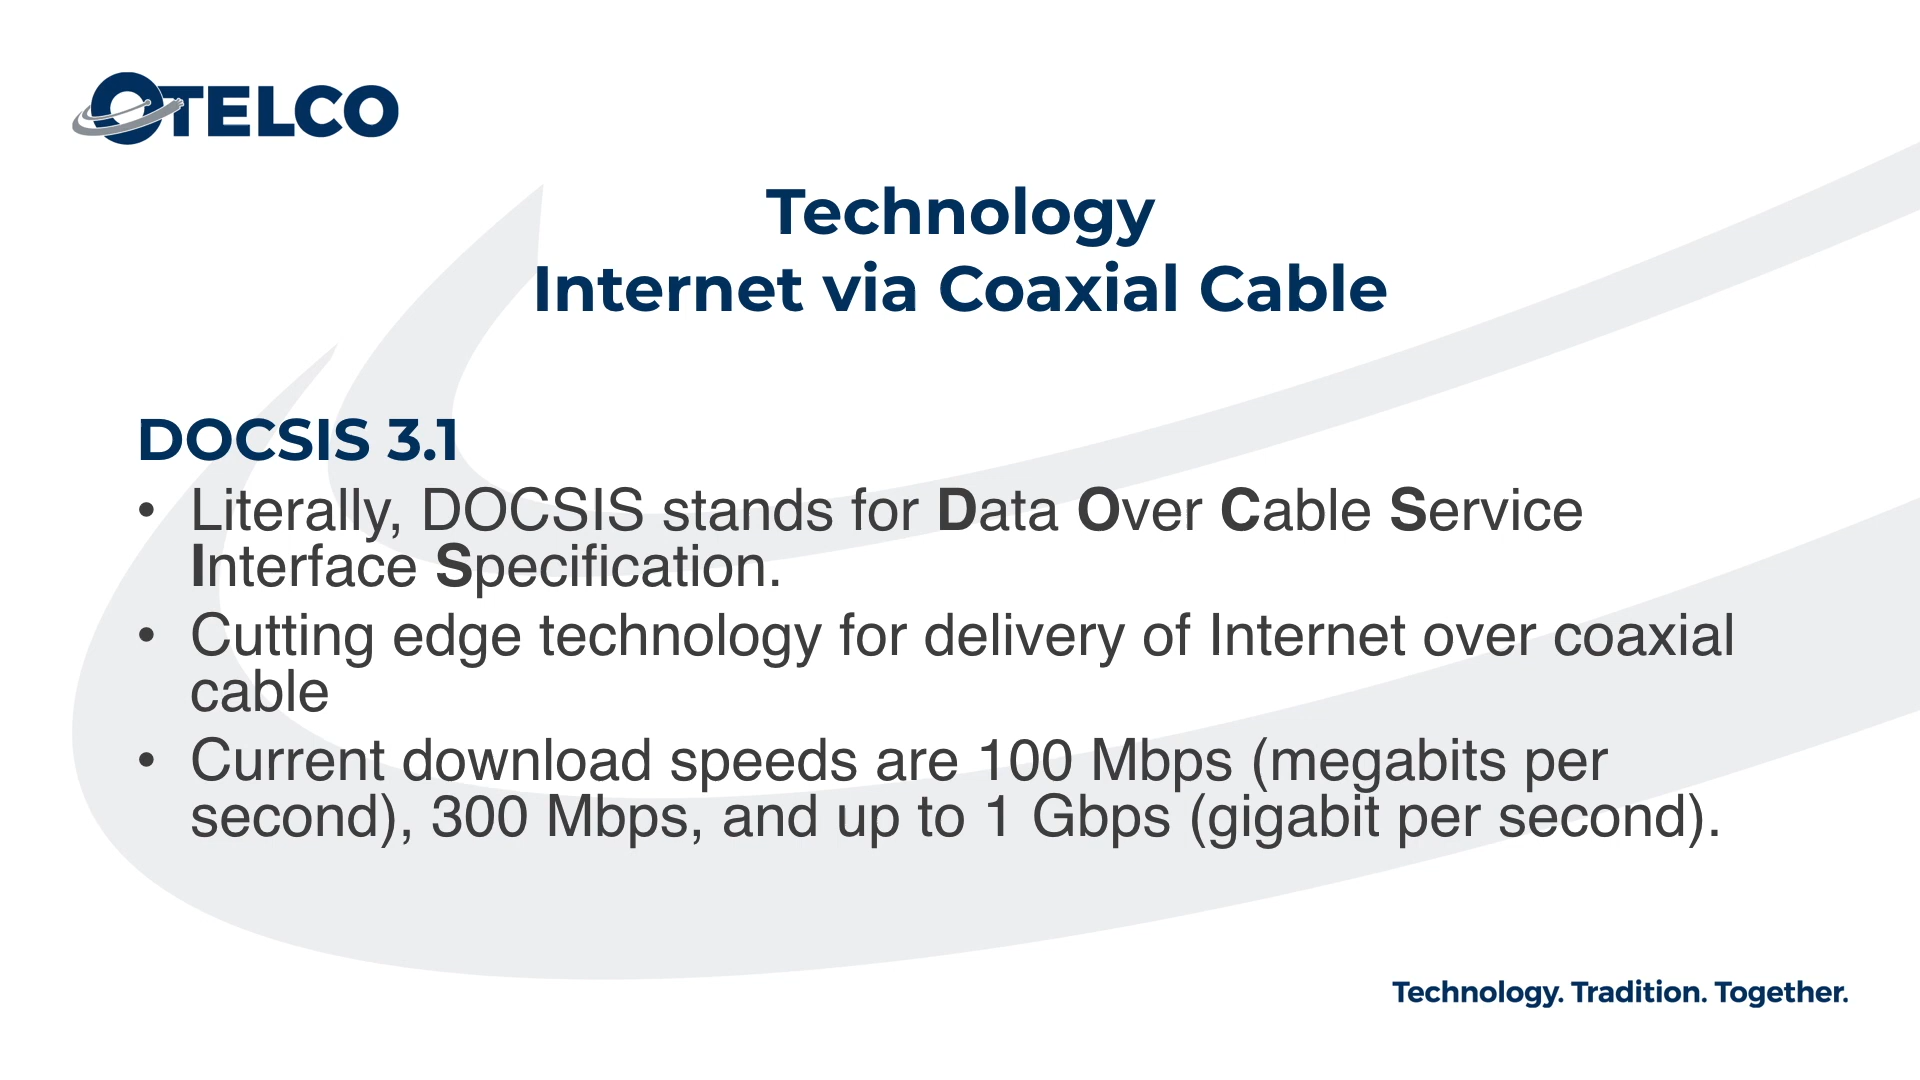 OTELCO
Technology
Internet via Coaxial Cable
DOCSIS 3.1
• Literally, DOCSIS stands for Data Over Cable Service
Interface Specification.
• Cutting edge technology for delivery of Internet over coaxial
cable
• Current download speeds are 100 Mbps (megabits per
second), 300 Mbps, and up to 1 Gbps (gigabit per second).
Technology. Tradition. Together.